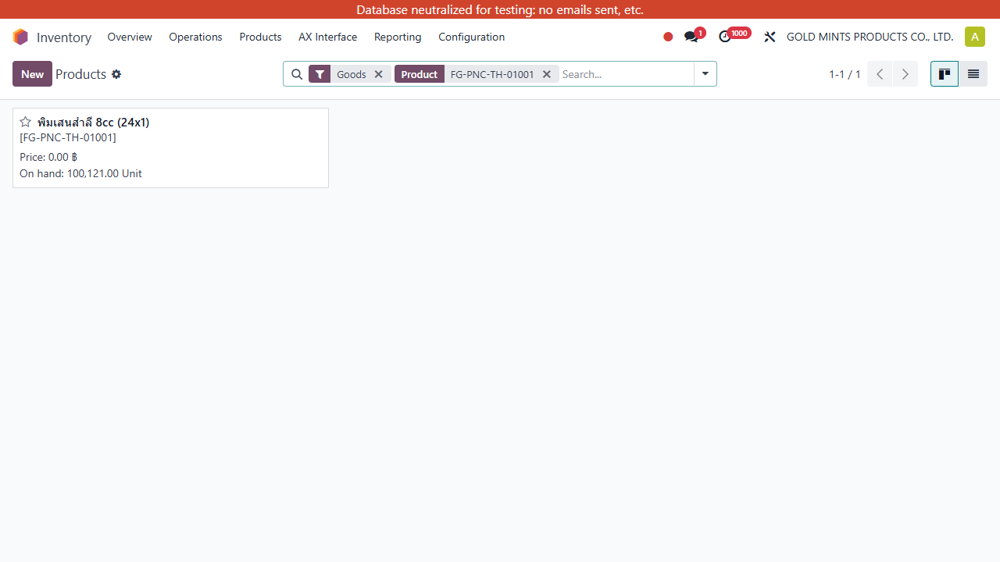 Database neutralized for testing: no emails sent, etc.
Inventory Overview Operations Products AX Interface Reporting Configuration 1 1000 GOLD MINTS PRODUCTS CO., LTD. A
New Products Goods Product FG-PNC-TH-01001 Search... 1-1 / 1
พิมเสนสำลี 8cc (24x1)
[FG-PNC-TH-01001]
Price: 0.00 ฿
On hand: 100,121.00 Unit